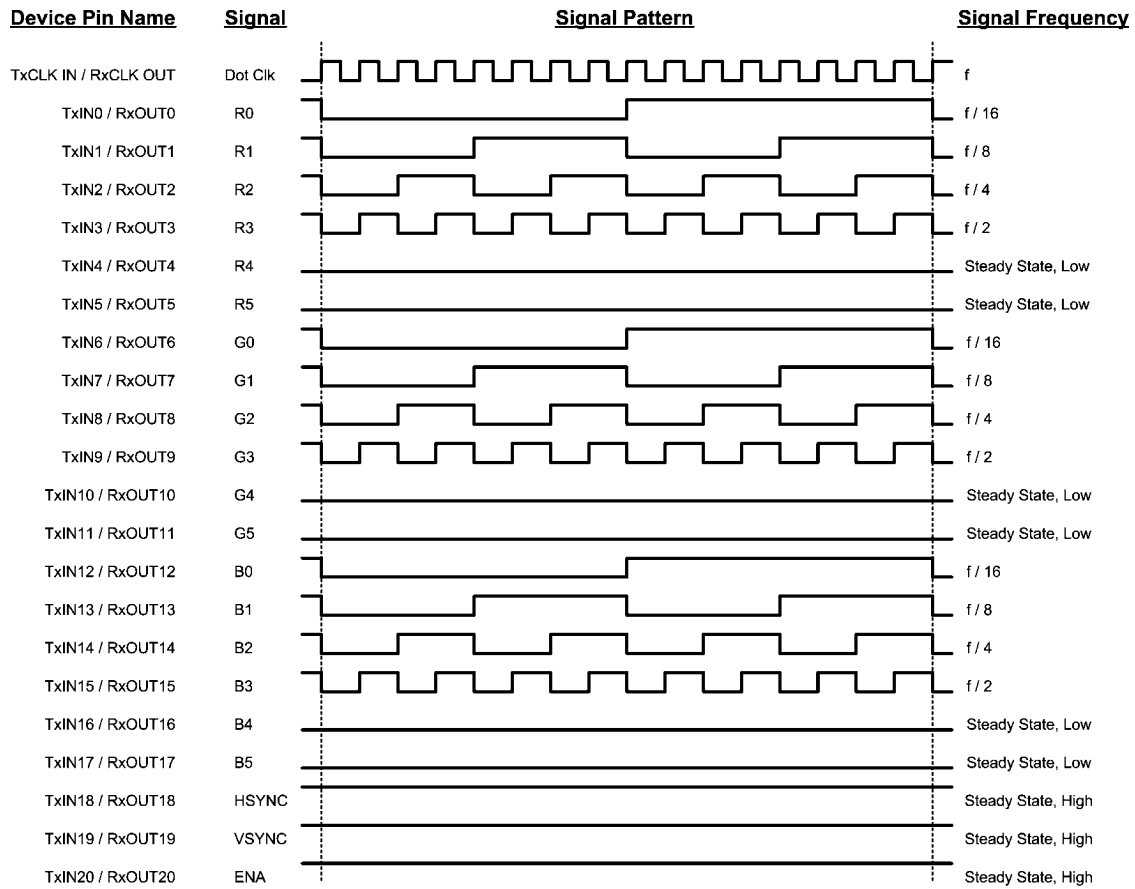 Device Pin Name Signal Signal Pattern Signal Frequency
TxCLK IN / RxCLK OUT Dot Clk f
TxIN0 / RxOUT0 R0 f / 16
TxIN1 / RxOUT1 R1 f / 8
TxIN2 / RxOUT2 R2 f / 4
TxIN3 / RxOUT3 R3 f / 2
TxIN4 / RxOUT4 R4 Steady State, Low
TxIN5 / RxOUT5 R5 Steady State, Low
TxIN6 / RxOUT6 G0 f / 16
TxIN7 / RxOUT7 G1 f / 8
TxIN8 / RxOUT8 G2 f / 4
TxIN9 / RxOUT9 G3 f / 2
TxIN10 / RxOUT10 G4 Steady State, Low
TxIN11 / RxOUT11 G5 Steady State, Low
TxIN12 / RxOUT12 B0 f / 16
TxIN13 / RxOUT13 B1 f / 8
TxIN14 / RxOUT14 B2 f / 4
TxIN15 / RxOUT15 B3 f / 2
TxIN16 / RxOUT16 B4 Steady State, Low
TxIN17 / RxOUT17 B5 Steady State, Low
TxIN18 / RxOUT18 HSYNC Steady State, High
TxIN19 / RxOUT19 VSYNC Steady State, High
TxIN20 / RxOUT20 ENA Steady State, High